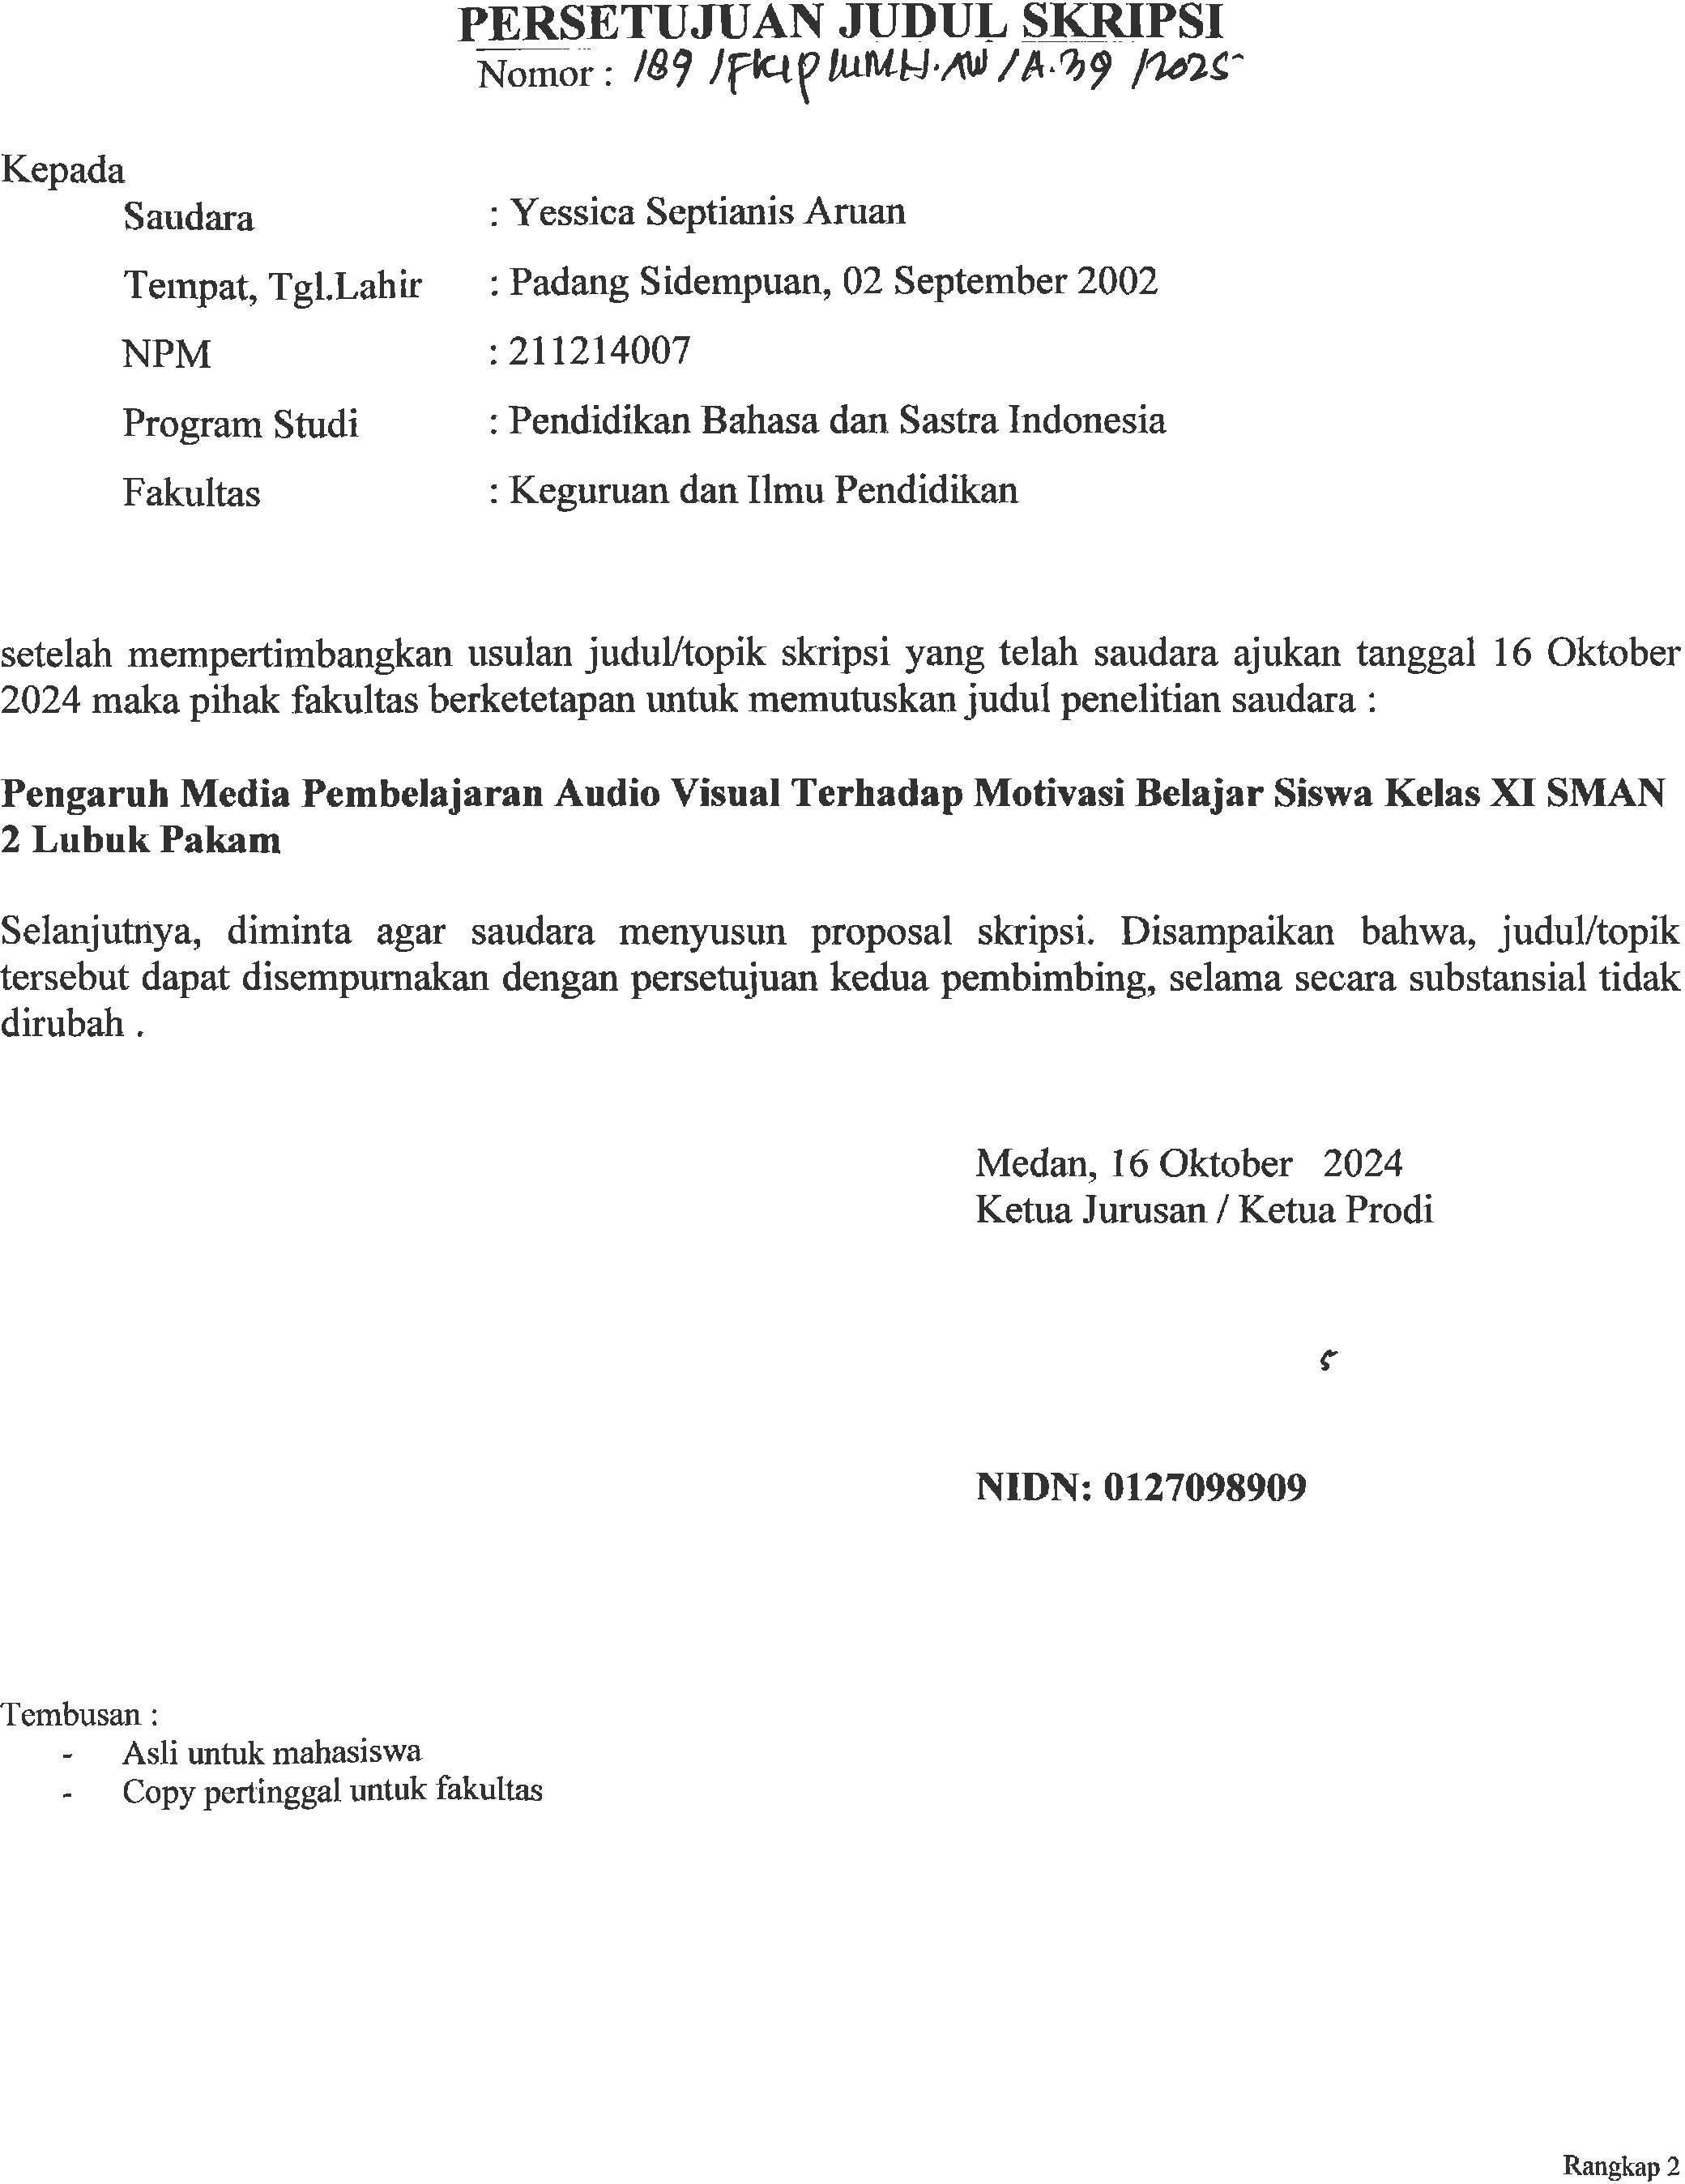 PERSETUJUAN JUDUL SKRIPSI
Nomor : 189 /FKIP/UMN-AW/A.39 /2025
Kepada
Saudara : Yessica Septianis Aruan
Tempat, Tgl.Lahir : Padang Sidempuan, 02 September 2002
NPM : 211214007
Program Studi : Pendidikan Bahasa dan Sastra Indonesia
Fakultas : Keguruan dan Ilmu Pendidikan
setelah mempertimbangkan usulan judul/topik skripsi yang telah saudara ajukan tanggal 16 Oktober
2024 maka pihak fakultas berketetapan untuk memutuskan judul penelitian saudara :
Pengaruh Media Pembelajaran Audio Visual Terhadap Motivasi Belajar Siswa Kelas XI SMAN
2 Lubuk Pakam
Selanjutnya, diminta agar saudara menyusun proposal skripsi. Disampaikan bahwa, judul/topik
tersebut dapat disempurnakan dengan persetujuan kedua pembimbing, selama secara substansial tidak
dirubah .
Medan, 16 Oktober 2024
Ketua Jurusan / Ketua Prodi
NIDN: 0127098909
Tembusan :
- Asli untuk mahasiswa
- Copy pertinggal untuk fakultas
Rangkap 2